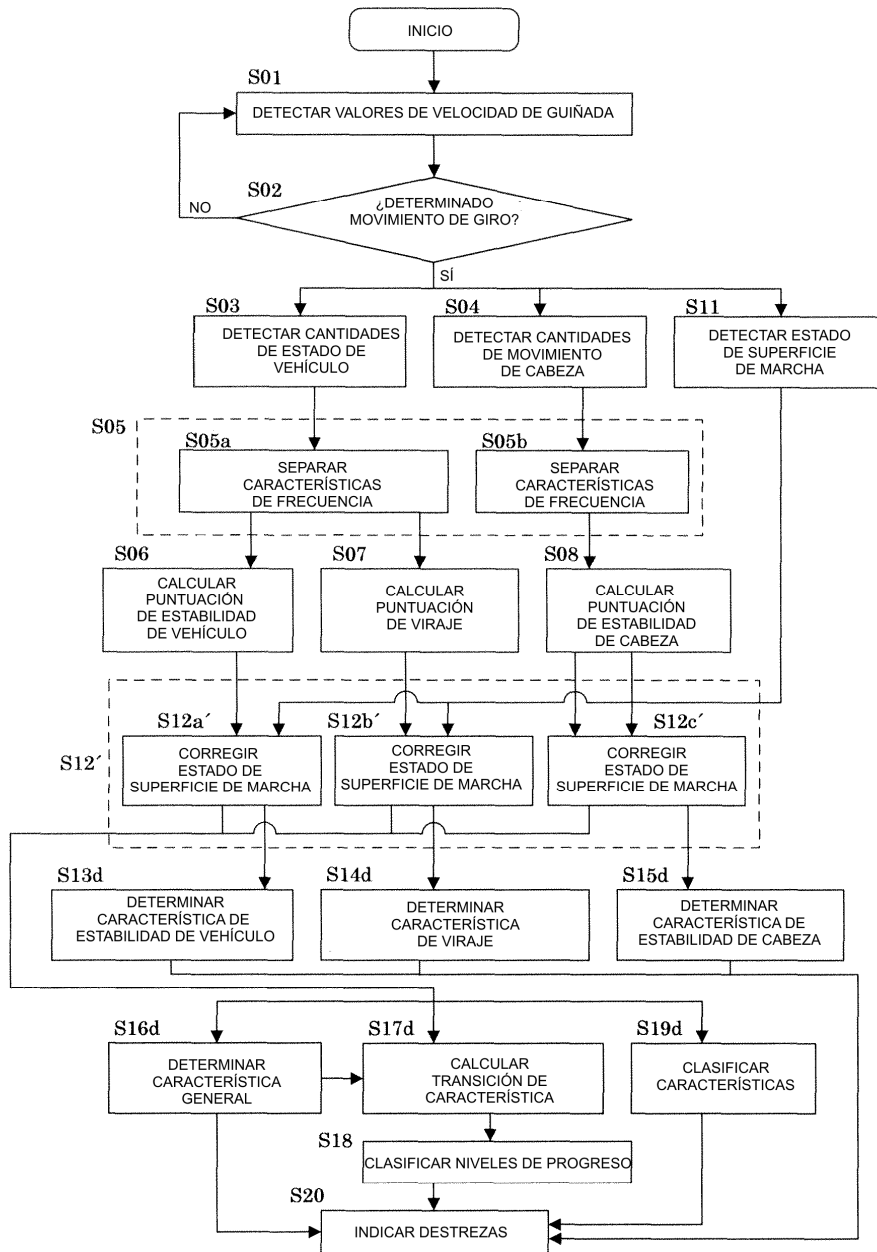 INICIO
S01
DETECTAR VALORES DE VELOCIDAD DE GUIÑADA
S02
¿DETERMINADO
MOVIMIENTO DE GIRO?
NO
SÍ
S03
DETECTAR CANTIDADES
DE ESTADO DE
VEHÍCULO
S04
DETECTAR CANTIDADES
DE MOVIMIENTO
DE CABEZA
S11
DETECTAR ESTADO
DE SUPERFICIE
DE MARCHA
S05
S05a
SEPARAR
CARACTERÍSTICAS
DE FRECUENCIA
S05b
SEPARAR
CARACTERÍSTICAS
DE FRECUENCIA
S06
CALCULAR
PUNTUACIÓN
DE ESTABILIDAD
DE VEHÍCULO
S07
CALCULAR
PUNTUACIÓN
DE VIRAJE
S08
CALCULAR
PUNTUACIÓN
DE ESTABILIDAD
DE CABEZA
S12´
S12a´
CORREGIR
ESTADO DE
SUPERFICIE DE MARCHA
S12b´
CORREGIR
ESTADO DE
SUPERFICIE DE MARCHA
S12c´
CORREGIR
ESTADO DE
SUPERFICIE DE MARCHA
S13d
DETERMINAR
CARACTERÍSTICA DE
ESTABILIDAD DE VEHÍCULO
S14d
DETERMINAR
CARACTERÍSTICA
DE VIRAJE
S15d
DETERMINAR
CARACTERÍSTICA DE
ESTABILIDAD DE CABEZA
S16d
DETERMINAR
CARACTERÍSTICA
GENERAL
S17d
CALCULAR
TRANSICIÓN DE
CARACTERÍSTICA
S19d
CLASIFICAR
CARACTERÍSTICAS
S18
CLASIFICAR NIVELES DE PROGRESO
S20
INDICAR DESTREZAS